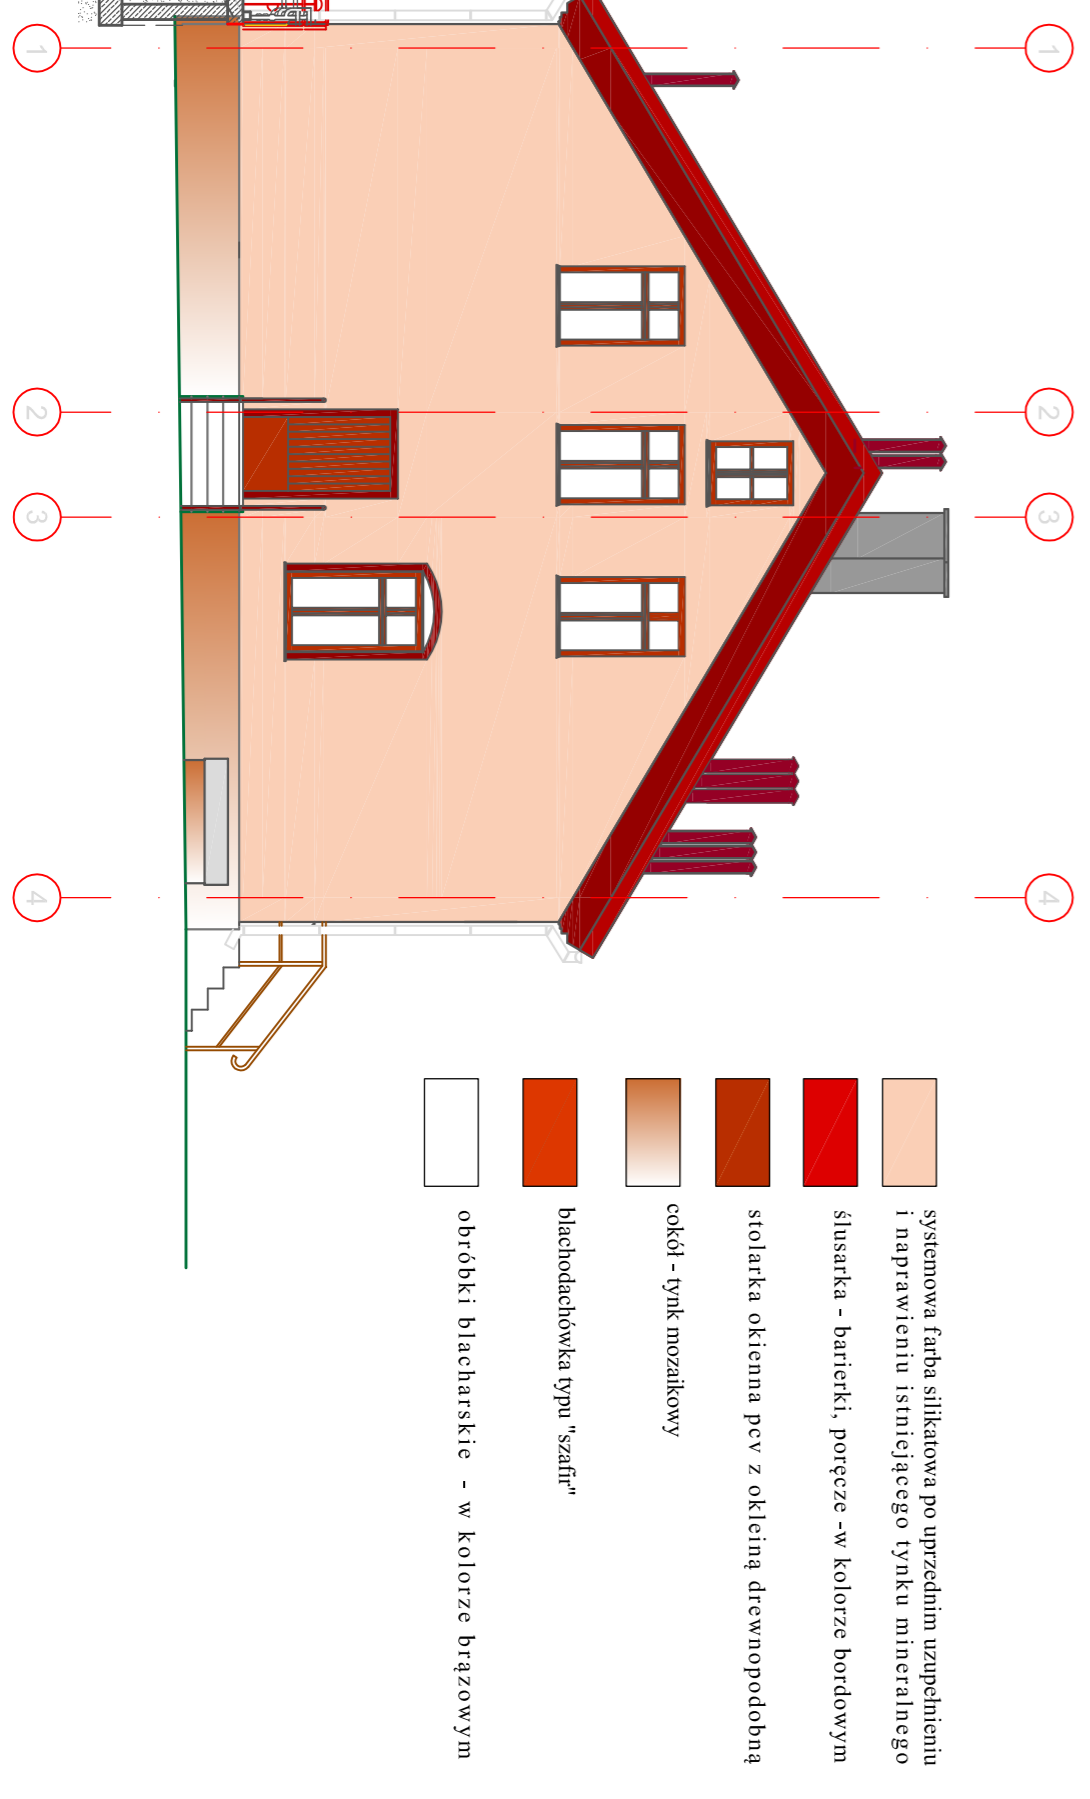 1
2
3
4
1
2
3
4
systemowa farba silikatowa po uprzednim uzupełnieniu
i naprawieniu istniejącego tynku mineralnego
ślusarka - barierki, poręcze -w kolorze bordowym
stolarka okienna pcv z okleiną drewnopodobną
cokół - tynk mozaikowy
blachodachówka typu "szafir"
obróbki blacharskie - w kolorze brązowym